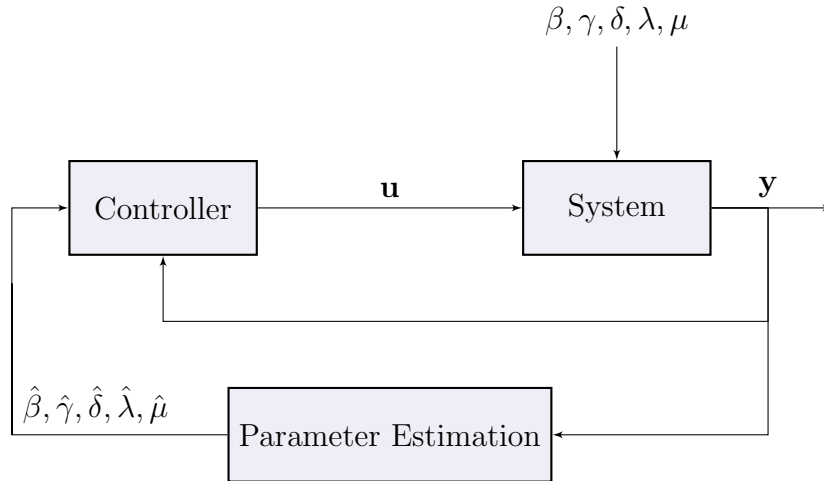 β, γ, δ, λ, μ
u
y
Controller
System
β̂, γ̂, δ̂, λ̂, μ̂
Parameter Estimation